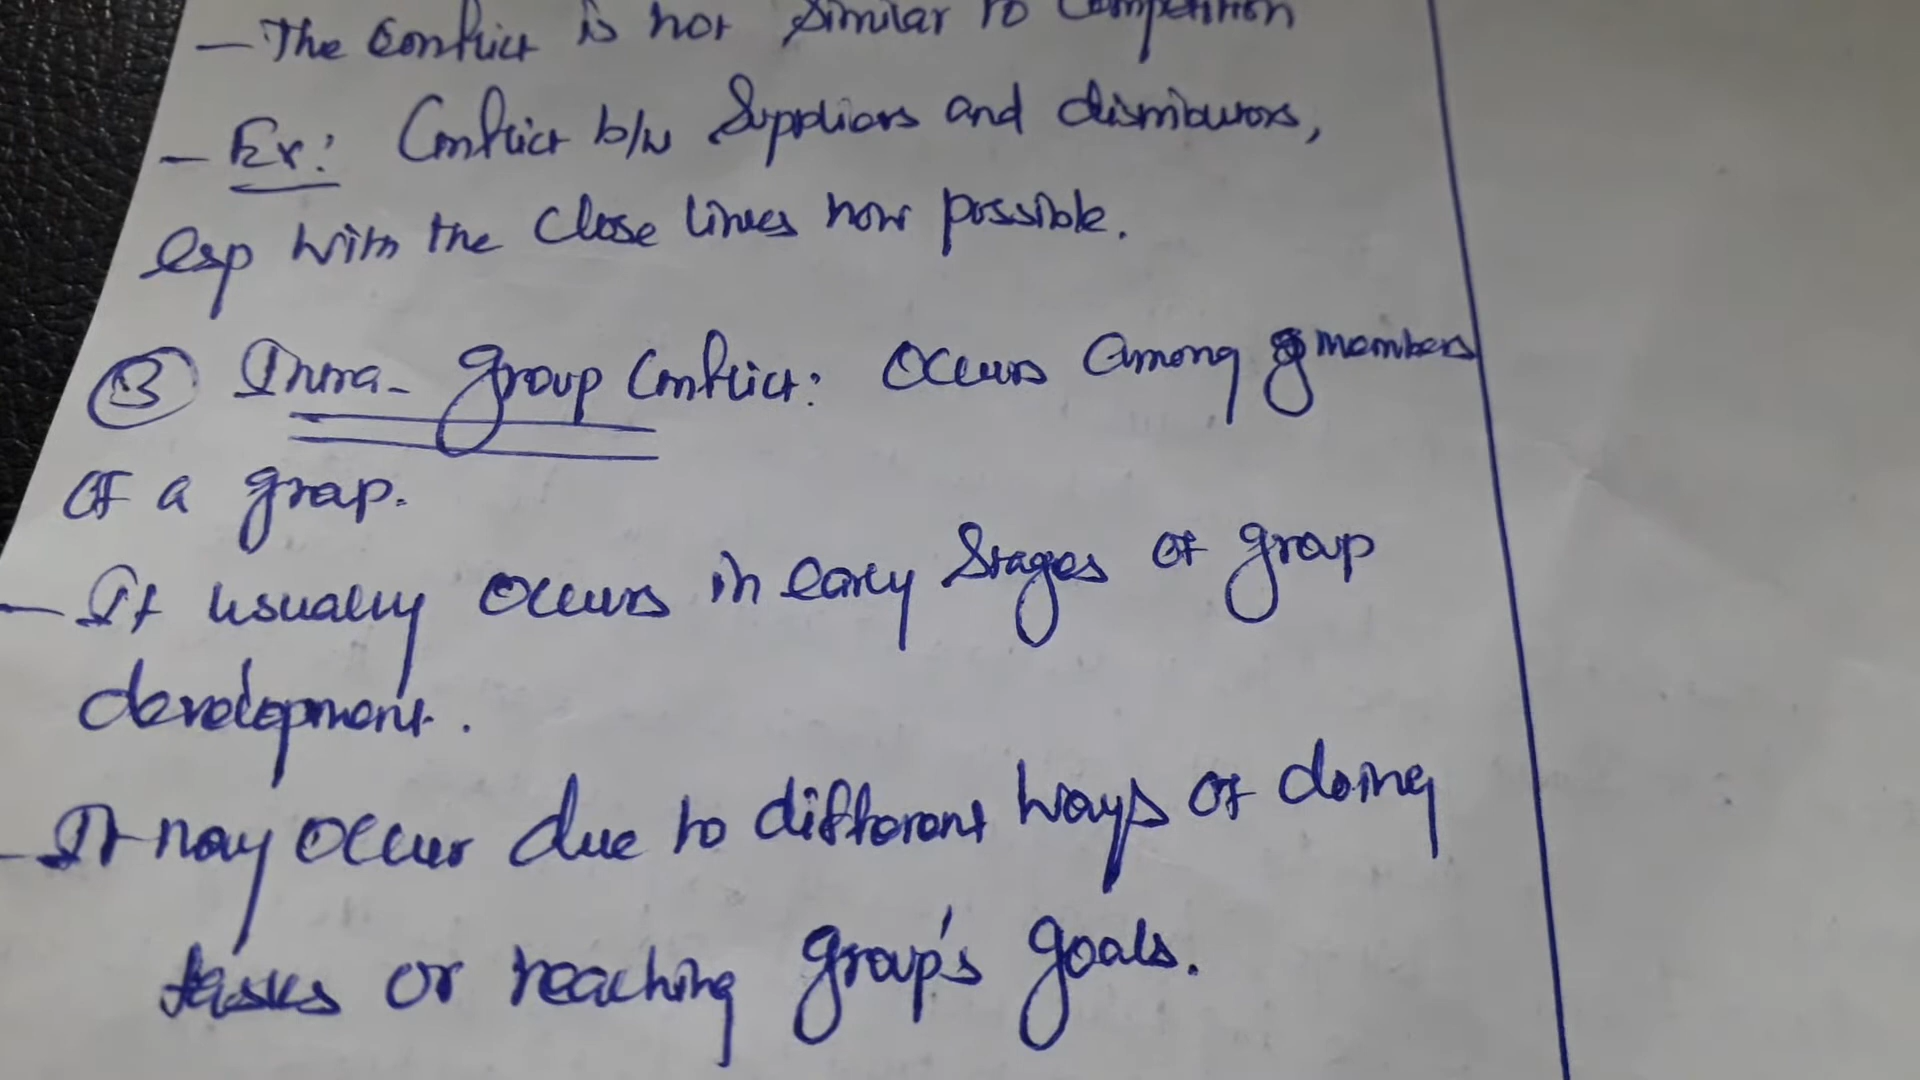 - The Conflict is not similar to Competition
- Ex: Conflict b/w Suppliers and distributors,
esp with the close lines now possible.
③ Intra-group Conflict: Occurs among members
of a group.
- It usually occurs in early stages of group
development.
- It may occur due to different ways of doing
tasks or reaching group's goals.